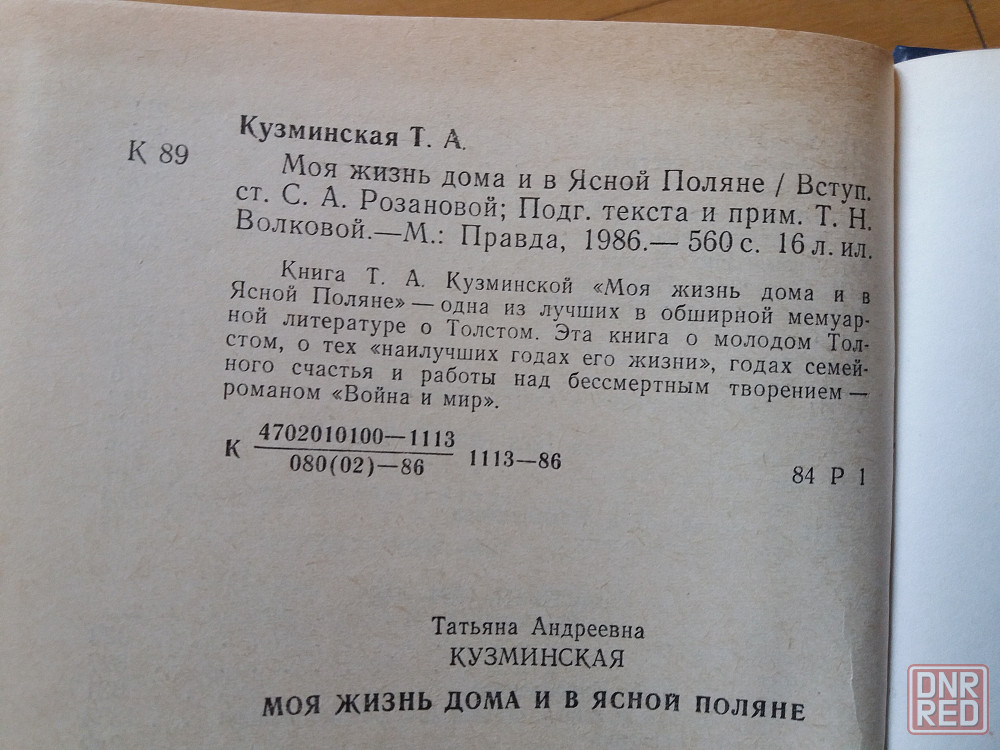 Кузминская Т. А.
К 89
Моя жизнь дома и в Ясной Поляне / Вступ.
ст. С. А. Розановой; Подг. текста и прим. Т. Н.
Волковой.—М.: Правда, 1986.— 560 с. 16 л. ил.
Книга Т. А. Кузминской «Моя жизнь дома и в
Ясной Поляне» — одна из лучших в обширной мемуар-
ной литературе о Толстом. Эта книга о молодом Тол-
стом, о тех «наилучших годах его жизни», годах семей-
ного счастья и работы над бессмертным творением —
романом «Война и мир».
К 4702010100—1113
080(02)—86 1113—86
84 Р 1
Татьяна Андреевна
КУЗМИНСКАЯ
МОЯ ЖИЗНЬ ДОМА И В ЯСНОЙ ПОЛЯНЕ
DNR
RED